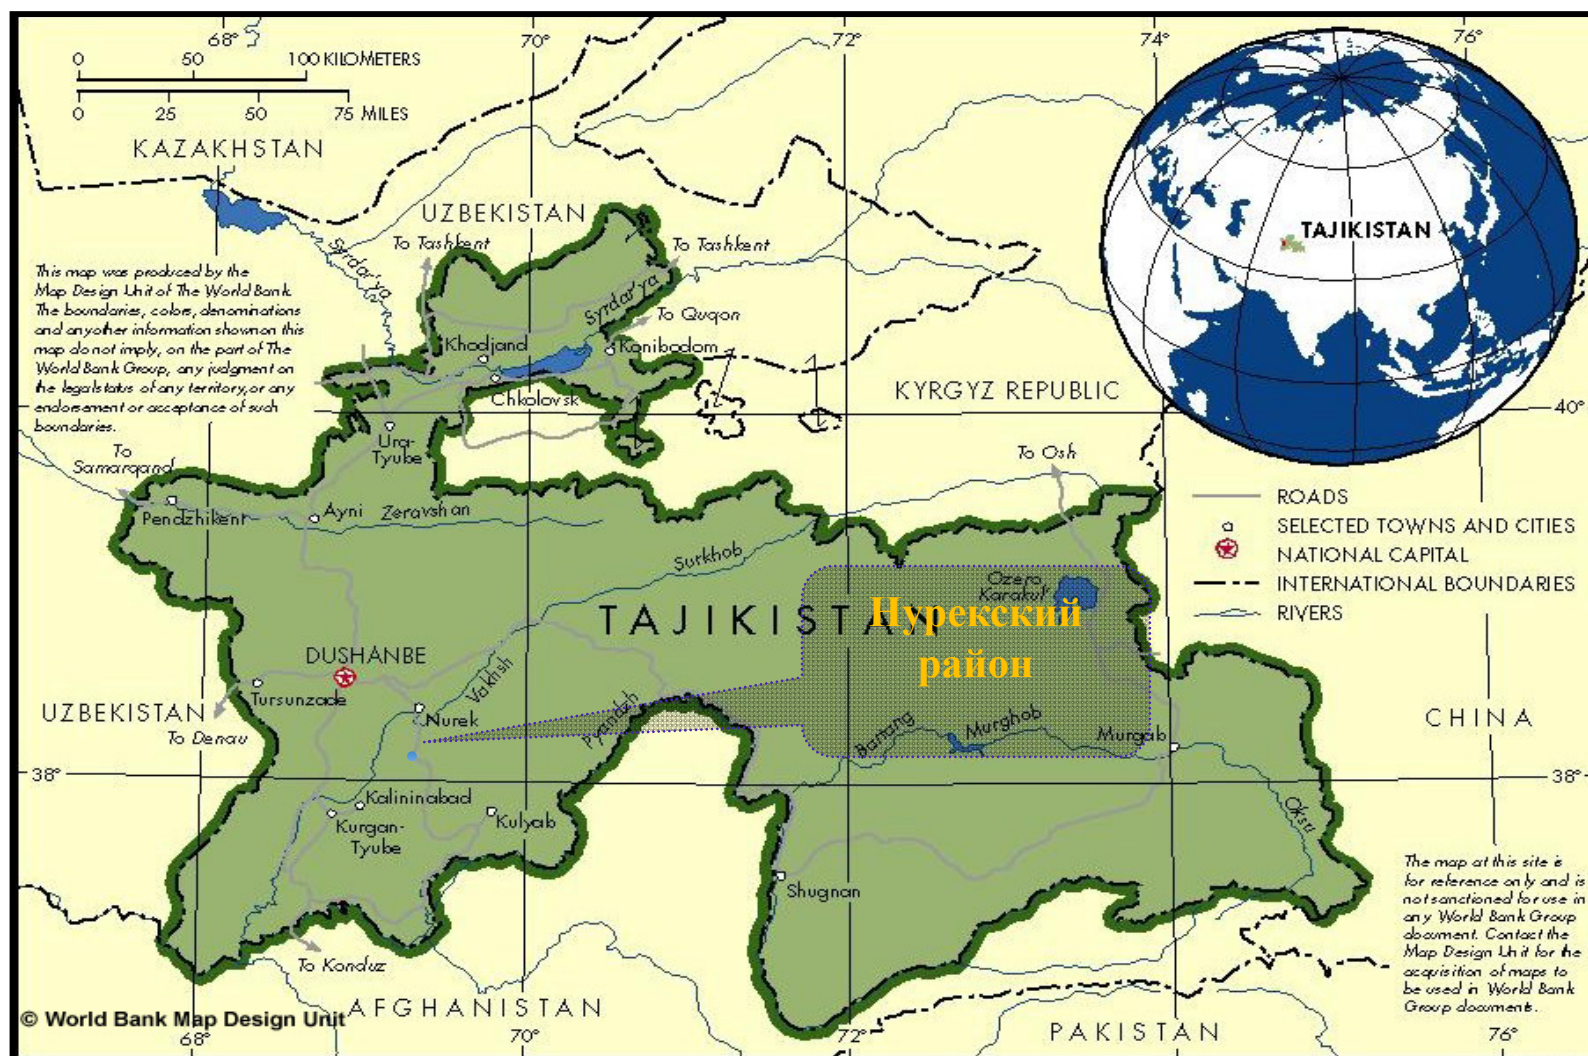 68°
70°
72°
74°
76°
0 50 100 KILOMETERS
0 25 50 75 MILES
KAZAKHSTAN
UZBEKISTAN
To Tashkent
To Tashkent
Syrdar'ya
Syrdar'ya
This map was produced by the
Map Design Unit of The World Bank.
The boundaries, colors, denominations
and any other information shown on this
map do not imply, on the part of The
World Bank Group, any judgment on
the legal status of any territory, or any
endorsement or acceptance of such
boundaries.
To Quqon
Khodjand
Konibodom
Chkolovsk
KYRGYZ REPUBLIC
TAJIKISTAN
40°
Ura-
Tyube
To
Samarqand
To Osh
Pendzhikent
Ayni
Zeravshan
Surkhob
ROADS
SELECTED TOWNS AND CITIES
NATIONAL CAPITAL
INTERNATIONAL BOUNDARIES
RIVERS
Ozero
Karakul'
TAJIKISTAN
Нурекский
район
DUSHANBE
Tursunzade
Vakhsh
Nurek
Pyandzh
UZBEKISTAN
To Denau
Bartang
Murghob
Murgab
CHINA
38°
38°
Kalininabad
Kurgan-
Tyube
Kulyab
Oksu
Shugnan
The map at this site is
for reference only and is
not sanctioned for use in
any World Bank Group
document. Contact the
Map Design Unit for the
acquisition of maps to
be used in World Bank
Group documents.
To Konduz
AFGHANISTAN
PAKISTAN
© World Bank Map Design Unit
68°
70°
72°
76°